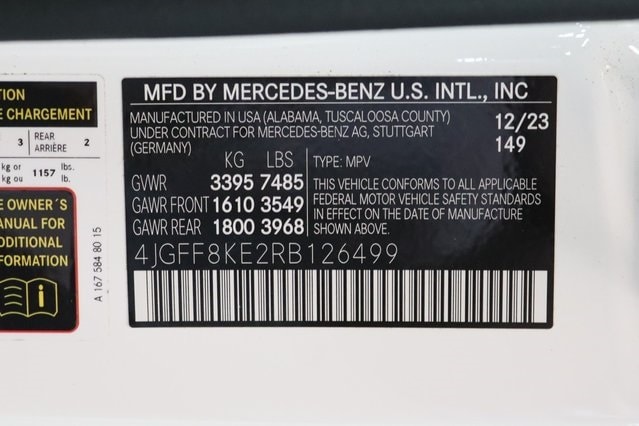 ION
E CHARGEMENT
3 REAR ARRIÈRE 2
kg or
kg ou 1157 lbs.
lb.
E OWNER´S
ANUAL FOR
DDITIONAL
FORMATION
A 167 584 80 15
MFD BY MERCEDES-BENZ U.S. INTL., INC
MANUFACTURED IN USA (ALABAMA, TUSCALOOSA COUNTY)
UNDER CONTRACT FOR MERCEDES-BENZ AG, STUTTGART
(GERMANY)
12/23
149
KG LBS
TYPE: MPV
GVWR 3395 7485
GAWR FRONT 1610 3549
GAWR REAR 1800 3968
THIS VEHICLE CONFORMS TO ALL APPLICABLE
FEDERAL MOTOR VEHICLE SAFETY STANDARDS
IN EFFECT ON THE DATE OF MANUFACTURE
SHOWN ABOVE.
4JGFF8KE2RB126499